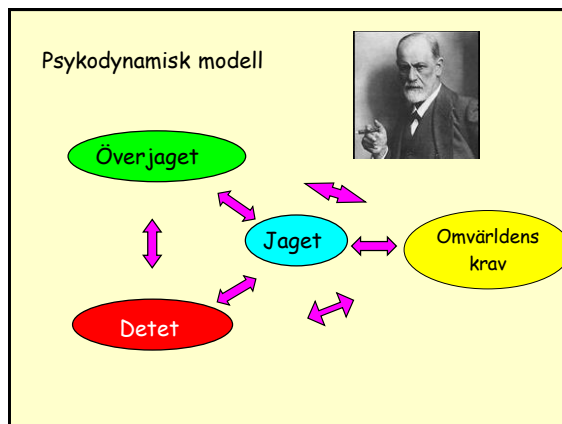 Psykodynamisk modell
Överjaget
Jaget
Omvärldens
krav
Detet